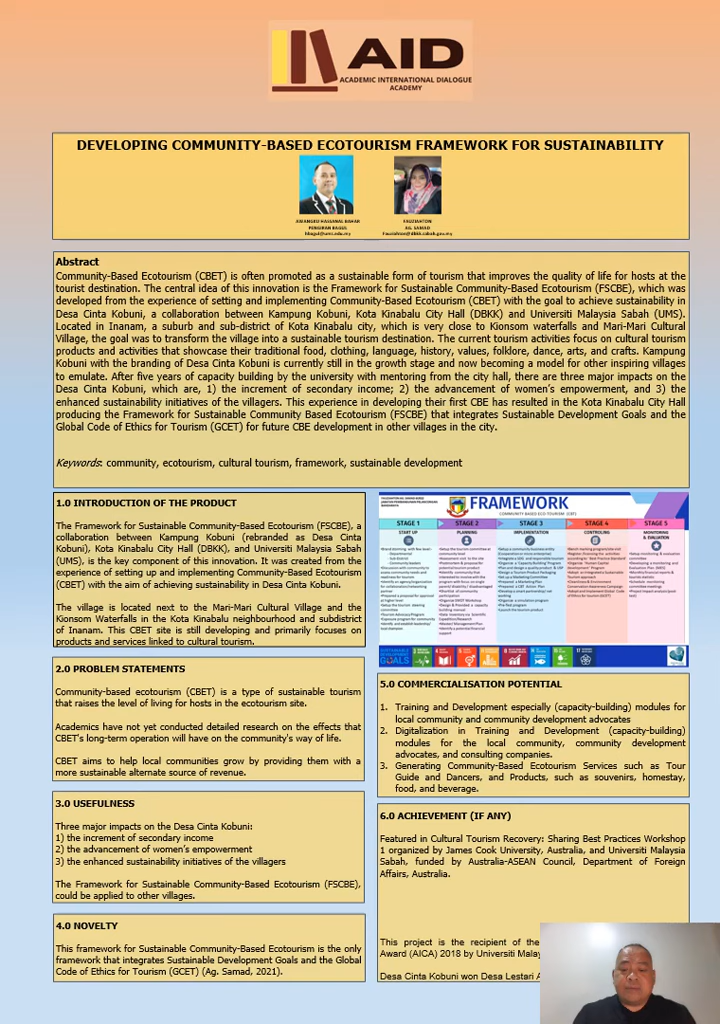 AID
ACADEMIC INTERNATIONAL DIALOGUE
ACADEMY
DEVELOPING COMMUNITY-BASED ECOTOURISM FRAMEWORK FOR SUSTAINABILITY
AWANGKU HASSANAL BAHAR
PENGIRAN BAGUL
hbagul@ums.edu.my
FAUZIAHTON
AG. SAMAD
Fauziahton@dbkk.sabah.gov.my
Abstract
Community-Based Ecotourism (CBET) is often promoted as a sustainable form of tourism that improves the quality of life for hosts at the
tourist destination. The central idea of this innovation is the Framework for Sustainable Community-Based Ecotourism (FSCBE), which was
developed from the experience of setting and implementing Community-Based Ecotourism (CBET) with the goal to achieve sustainability in
Desa Cinta Kobuni, a collaboration between Kampung Kobuni, Kota Kinabalu City Hall (DBKK) and Universiti Malaysia Sabah (UMS).
Located in Inanam, a suburb and sub-district of Kota Kinabalu city, which is very close to Kionsom waterfalls and Mari-Mari Cultural
Village, the goal was to transform the village into a sustainable tourism destination. The current tourism activities focus on cultural tourism
products and activities that showcase their traditional food, clothing, language, history, values, folklore, dance, arts, and crafts. Kampung
Kobuni with the branding of Desa Cinta Kobuni is currently still in the growth stage and now becoming a model for other inspiring villages
to emulate. After five years of capacity building by the university with mentoring from the city hall, there are three major impacts on the
Desa Cinta Kobuni, which are, 1) the increment of secondary income; 2) the advancement of women's empowerment, and 3) the
enhanced sustainability initiatives of the villagers. This experience in developing their first CBE has resulted in the Kota Kinabalu City Hall
producing the Framework for Sustainable Community Based Ecotourism (FSCBE) that integrates Sustainable Development Goals and the
Global Code of Ethics for Tourism (GCET) for future CBE development in other villages in the city.
Keywords: community, ecotourism, cultural tourism, framework, sustainable development
1.0 INTRODUCTION OF THE PRODUCT
The Framework for Sustainable Community-Based Ecotourism (FSCBE), a
collaboration between Kampung Kobuni (rebranded as Desa Cinta
Kobuni), Kota Kinabalu City Hall (DBKK), and Universiti Malaysia Sabah
(UMS), is the key component of this innovation. It was created from the
experience of setting up and implementing Community-Based Ecotourism
(CBET) with the aim of achieving sustainability in Desa Cinta Kobuni.
The village is located next to the Mari-Mari Cultural Village and the
Kionsom Waterfalls in the Kota Kinabalu neighbourhood and subdistrict
of Inanam. This CBET site is still developing and primarily focuses on
products and services linked to cultural tourism.
2.0 PROBLEM STATEMENTS
Community-based ecotourism (CBET) is a type of sustainable tourism
that raises the level of living for hosts in the ecotourism site.
Academics have not yet conducted detailed research on the effects that
CBET's long-term operation will have on the community's way of life.
CBET aims to help local communities grow by providing them with a
more sustainable alternate source of revenue.
3.0 USEFULNESS
Three major impacts on the Desa Cinta Kobuni:
1) the increment of secondary income
2) the advancement of women's empowerment
3) the enhanced sustainability initiatives of the villagers
The Framework for Sustainable Community-Based Ecotourism (FSCBE),
could be applied to other villages.
4.0 NOVELTY
This framework for Sustainable Community-Based Ecotourism is the only
framework that integrates Sustainable Development Goals and the Global
Code of Ethics for Tourism (GCET) (Ag. Samad, 2021).
FRAMEWORK
COMMUNITY BASED ECO-TOURISM (CBT)
STAGE 1
STAGE 2
STAGE 3
STAGE 4
STAGE 5
START UP
PLANNING
IMPLEMENTATION
CONTROLLING
MONITORING
& EVALUATION
SUSTAINABLE
DEVELOPMENT
GOALS
5.0 COMMERCIALISATION POTENTIAL
1. Training and Development especially (capacity-building) modules for
local community and community development advocates
2. Digitalization in Training and Development (capacity-building)
modules for the local community, community development
advocates, and consulting companies.
3. Generating Community-Based Ecotourism Services such as Tour
Guide and Dancers, and Products, such as souvenirs, homestay,
food, and beverage.
6.0 ACHIEVEMENT (IF ANY)
Featured in Cultural Tourism Recovery: Sharing Best Practices Workshop
1 organized by James Cook University, Australia, and Universiti Malaysia
Sabah, funded by Australia-ASEAN Council, Department of Foreign
Affairs, Australia.
This project is the recipient of the
Award (AICA) 2018 by Universiti Malay
Desa Cinta Kobuni won Desa Lestari A